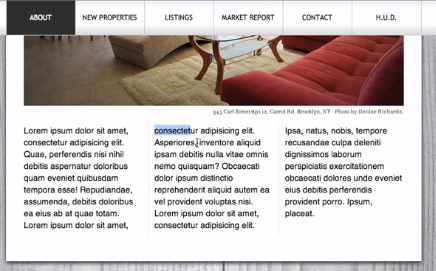 ABOUT
NEW PROPERTIES
LISTINGS
MARKET REPORT
CONTACT
H.U.D.
345 Carl Street Apt 12, Carrol Rd. Brooklyn, NY - Photo by Denise Richards.
Lorem ipsum dolor sit amet,
consectetur adipisicing elit.
Quae, perferendis nisi nihil
debitis aspernatur doloribus
quam eveniet quibusdam
tempora esse! Repudiandae,
assumenda, debitis doloribus
ea eius ab at quae totam.
Lorem ipsum dolor sit amet,
consectetur adipisicing elit.
Asperiores, inventore aliquid
ipsam debitis nulla vitae omnis
nemo quisquam? Obcaecati
dolor ipsum distinctio
reprehenderit aliquid autem ea
vel provident voluptas nisi.
Lorem ipsum dolor sit amet,
consectetur adipisicing elit.
Ipsa, natus, nobis, tempore
recusandae culpa deleniti
dignissimos laborum
perspiciatis exercitationem
obcaecati dolores unde eveniet
eius debitis perferendis
provident porro. Ipsum,
placeat.